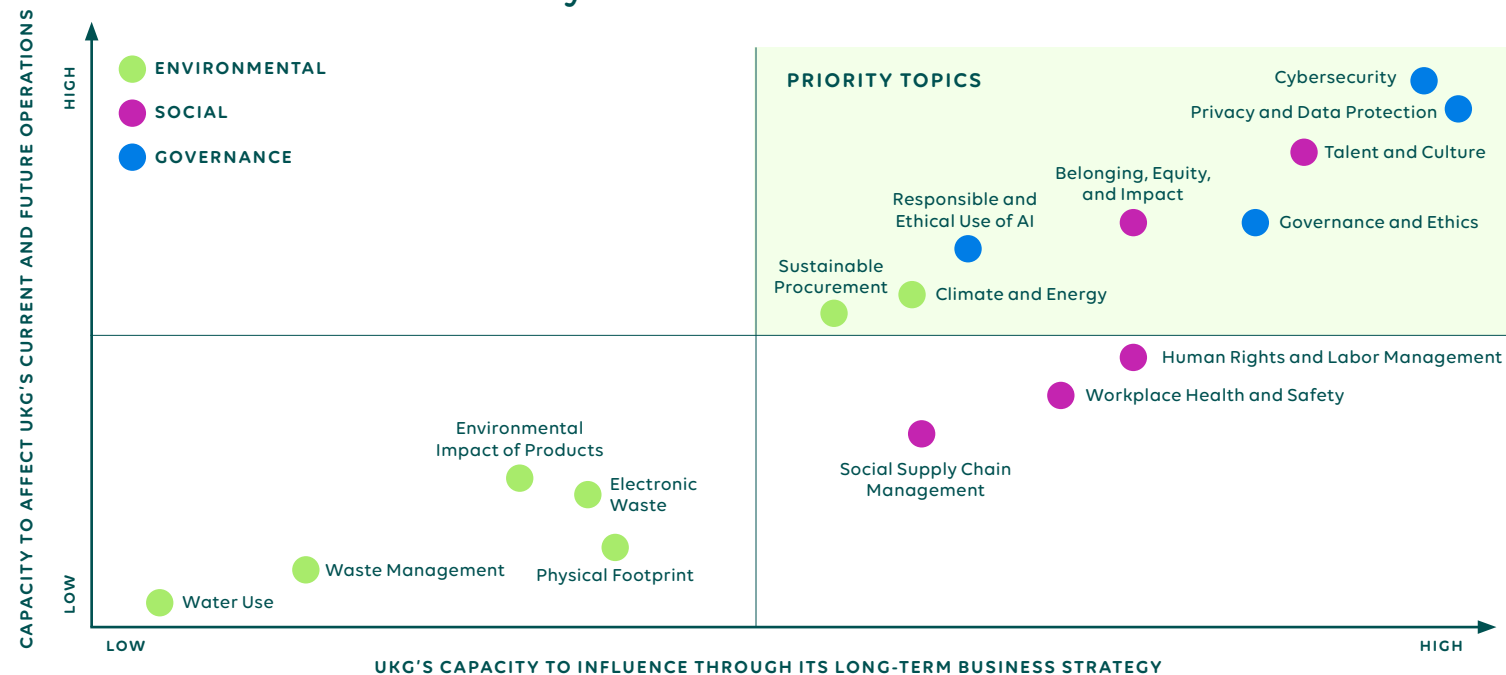 CAPACITY TO AFFECT UKG'S CURRENT AND FUTURE OPERATIONS
HIGH
LOW
ENVIRONMENTAL
SOCIAL
GOVERNANCE
PRIORITY TOPICS
Cybersecurity
Privacy and Data Protection
Talent and Culture
Belonging, Equity,
and Impact
Responsible and
Ethical Use of AI
Governance and Ethics
Sustainable
Procurement
Climate and Energy
Human Rights and Labor Management
Workplace Health and Safety
Social Supply Chain
Management
Environmental
Impact of Products
Electronic
Waste
Physical Footprint
Waste Management
Water Use
LOW
HIGH
UKG'S CAPACITY TO INFLUENCE THROUGH ITS LONG-TERM BUSINESS STRATEGY